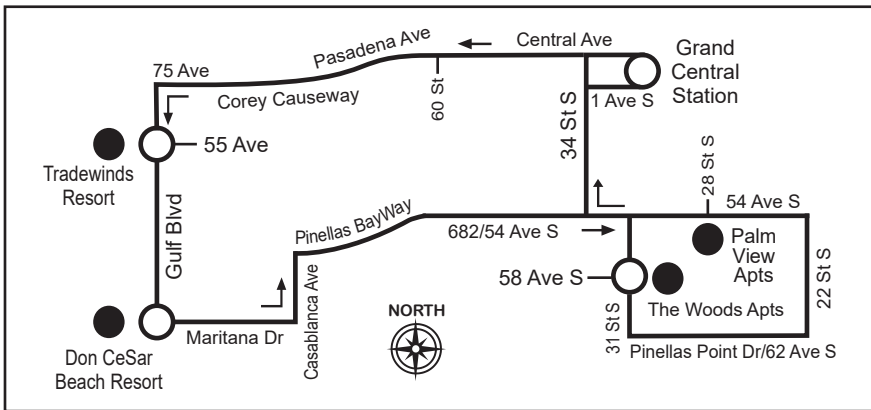 Pasadena Ave
Central Ave
Grand
Central
Station
75 Ave
Corey Causeway
60 St
1 Ave S
34 St S
55 Ave
Tradewinds
Resort
Gulf Blvd
28 St S
54 Ave S
Pinellas BayWay
682/54 Ave S
Palm
View
Apts
58 Ave S
22 St S
The Woods Apts
31 St S
Pinellas Point Dr/62 Ave S
Casablanca Ave
NORTH
Maritana Dr
Don CeSar
Beach Resort